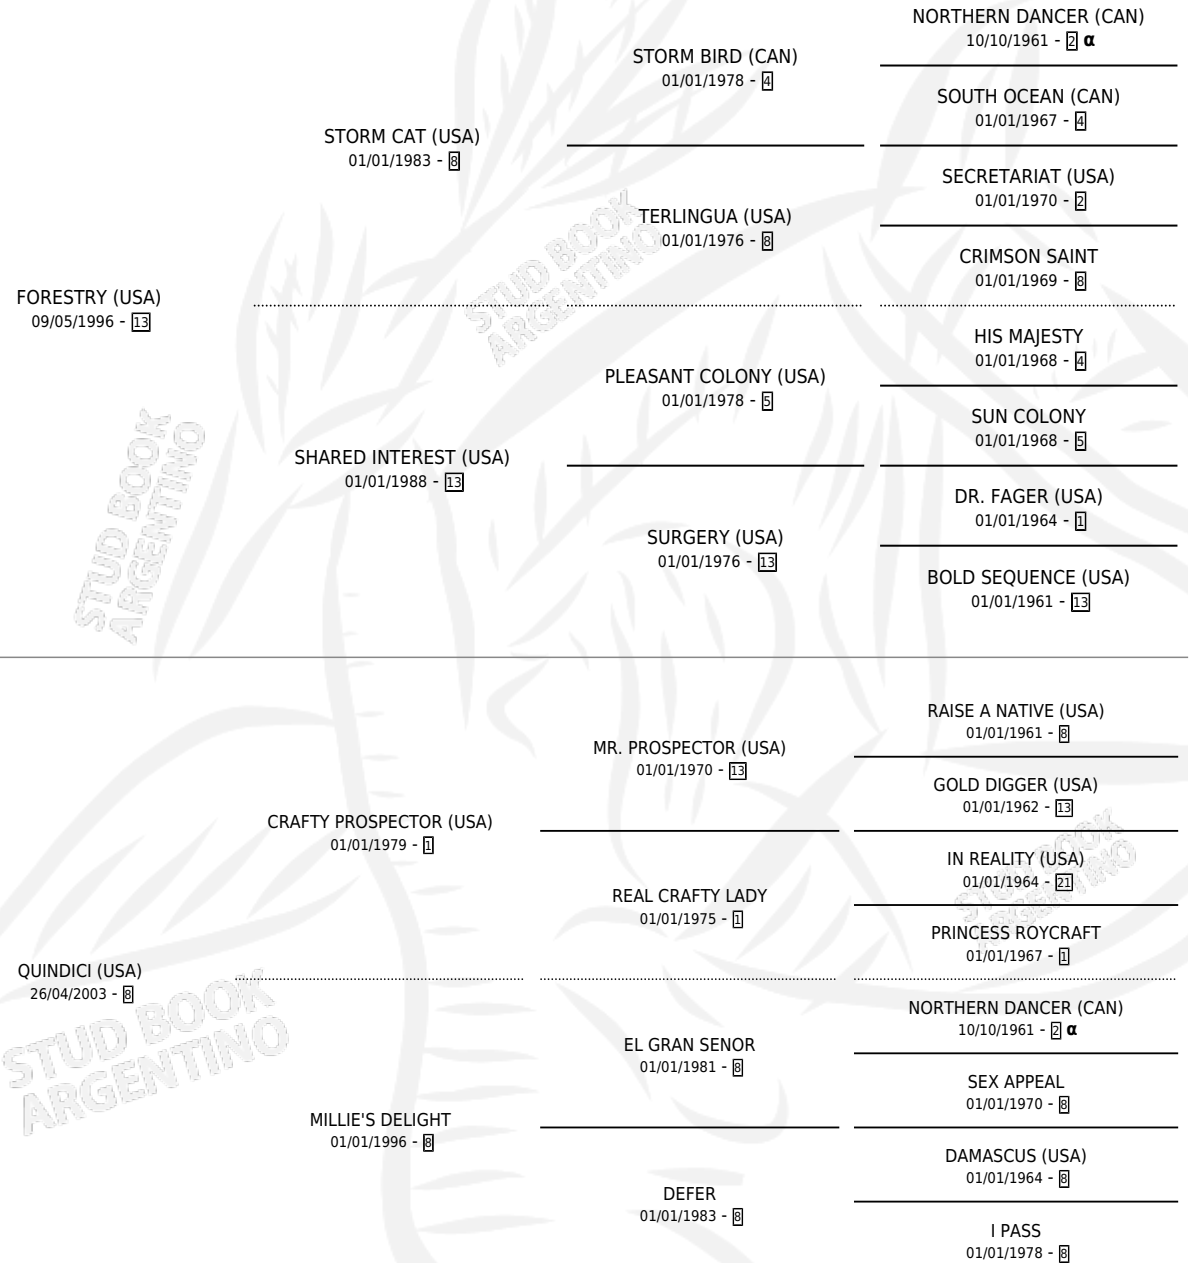 NORTHERN DANCER (CAN)
10/10/1961 - 2 α
STORM BIRD (CAN)
01/01/1978 - 4
SOUTH OCEAN (CAN)
01/01/1967 - 4
STORM CAT (USA)
01/01/1983 - 8
SECRETARIAT (USA)
01/01/1970 - 2
TERLINGUA (USA)
01/01/1976 - 8
CRIMSON SAINT
01/01/1969 - 8
FORESTRY (USA)
09/05/1996 - 13
HIS MAJESTY
01/01/1968 - 4
PLEASANT COLONY (USA)
01/01/1978 - 5
SUN COLONY
01/01/1968 - 5
SHARED INTEREST (USA)
01/01/1988 - 13
DR. FAGER (USA)
01/01/1964 - 1
SURGERY (USA)
01/01/1976 - 13
BOLD SEQUENCE (USA)
01/01/1961 - 13
RAISE A NATIVE (USA)
01/01/1961 - 8
MR. PROSPECTOR (USA)
01/01/1970 - 13
GOLD DIGGER (USA)
01/01/1962 - 13
CRAFTY PROSPECTOR (USA)
01/01/1979 - 1
IN REALITY (USA)
01/01/1964 - 21
REAL CRAFTY LADY
01/01/1975 - 1
PRINCESS ROYCRAFT
01/01/1967 - 1
QUINDICI (USA)
26/04/2003 - 8
NORTHERN DANCER (CAN)
10/10/1961 - 2 α
EL GRAN SENOR
01/01/1981 - 8
SEX APPEAL
01/01/1970 - 8
MILLIE'S DELIGHT
01/01/1996 - 8
DAMASCUS (USA)
01/01/1964 - 8
DEFER
01/01/1983 - 8
I PASS
01/01/1978 - 8
STUD BOOK
ARGENTINO
STUD BOOK
ARGENTINO
STUD BOOK
ARGENTINO
STUD BOOK
ARGENTINO